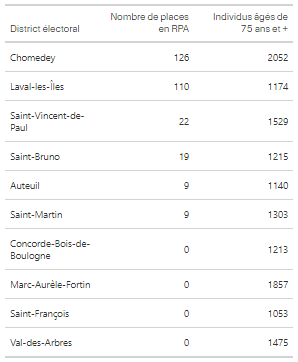 District électoral Nombre de places en RPA Individus âgés de 75 ans et +
Chomedey 126 2052
Laval-les-Îles 110 1174
Saint-Vincent-de-Paul 22 1529
Saint-Bruno 19 1215
Auteuil 9 1140
Saint-Martin 9 1303
Concorde-Bois-de-Boulogne 0 1213
Marc-Aurèle-Fortin 0 1857
Saint-François 0 1053
Val-des-Arbres 0 1475